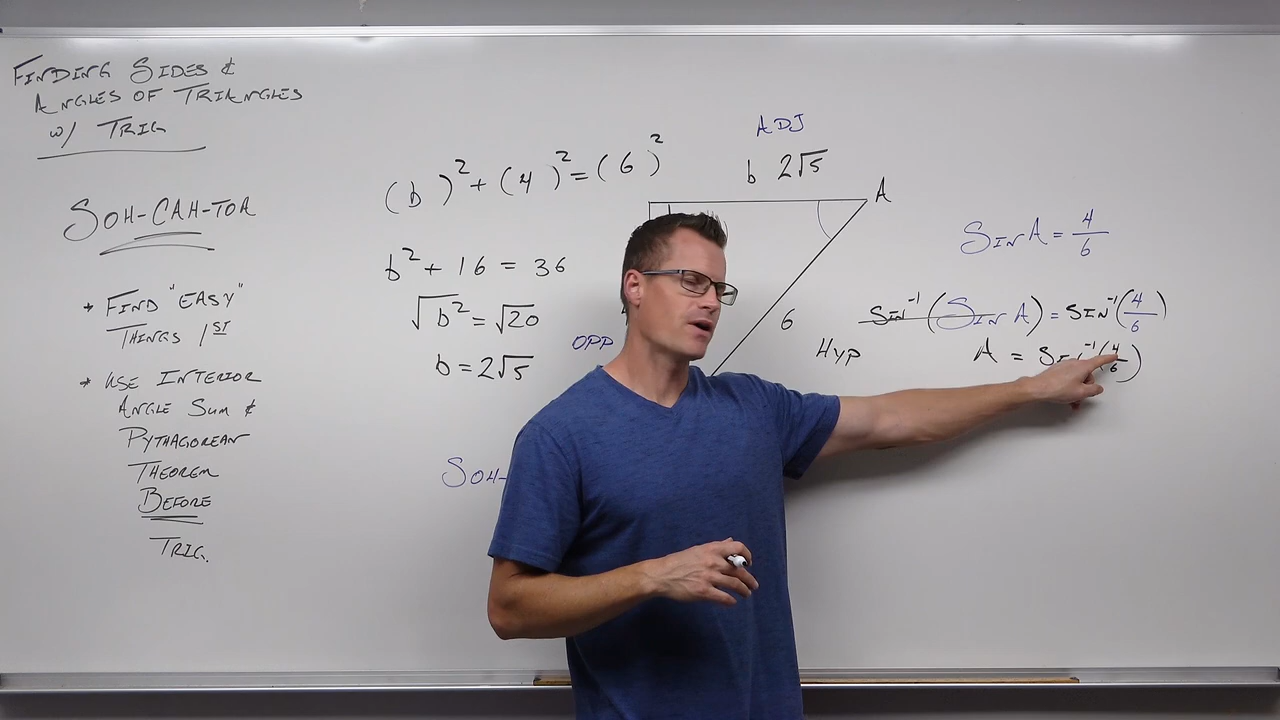 FINDING SIDES &
ANGLES OF TRIANGLES
W/ TRIG
SOH-CAH-TOA
* FIND "EASY"
THINGS 1ST
* USE INTERIOR
ANGLE SUM &
PYTHAGOREAN
THEOREM
BEFORE
TRIG.
(b)² + (4)² = (6)²
b² + 16 = 36
√b² = √20
b = 2√5
SOH-
ADJ
b 2√5
A
OPP
6
HYP
SIN A = 4/6
SIN⁻¹(SIN A) = SIN⁻¹(4/6)
A = SIN⁻¹(4/6)